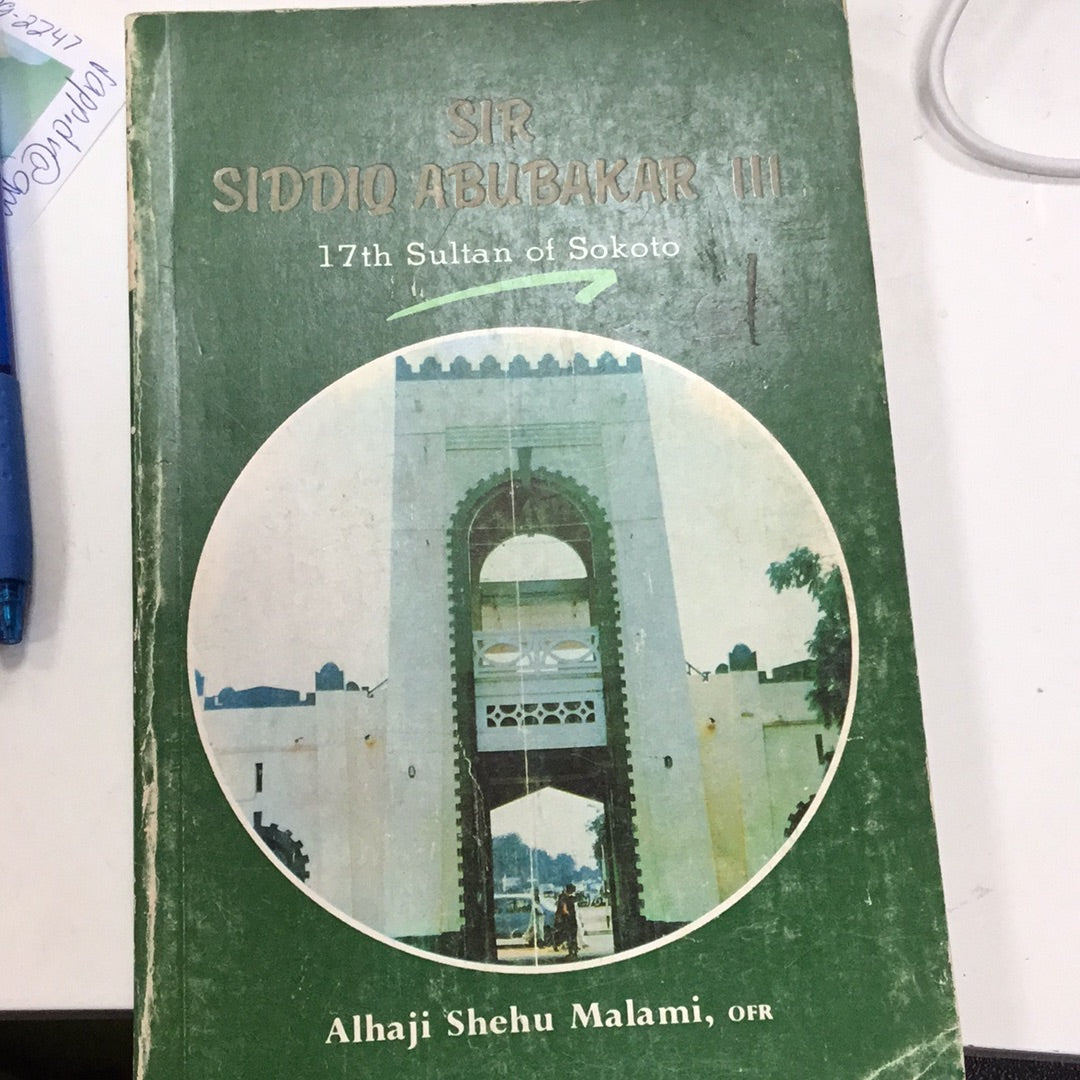 SIR
SIDDIQ ABUBAKAR III
17th Sultan of Sokoto
Alhaji Shehu Malami, OFR